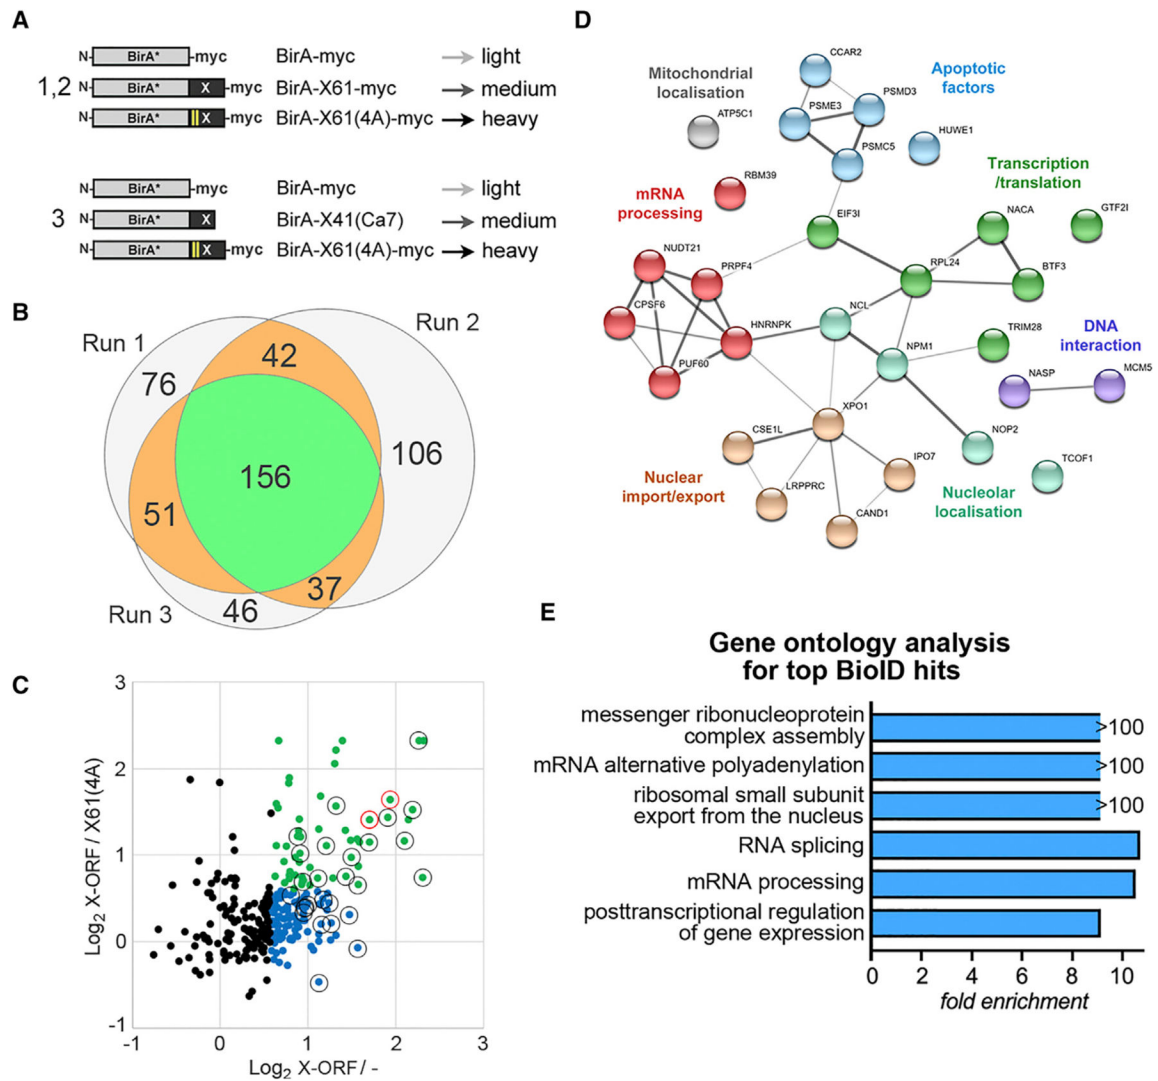 A
N- BirA* -myc BirA-myc light
1,2 N- BirA* X -myc BirA-X61-myc medium
N- BirA* X -myc BirA-X61(4A)-myc heavy
N- BirA* -myc BirA-myc light
3 N- BirA* X BirA-X41(Ca7) medium
N- BirA* X -myc BirA-X61(4A)-myc heavy
B
Run 1
Run 2
42
76
106
156
51
37
Run 3
46
C
3
2
1
0
-1
-1 0 1 2 3
Log2 X-ORF / X61(4A)
Log2 X-ORF / -
D
CCAR2
Mitochondrial
localisation
Apoptotic
factors
PSME3
PSMD3
ATP5C1
HUWE1
PSMC5
RBM39
Transcription
/translation
mRNA
processing
EIF3I
NACA
GTF2I
NUDT21
PRPF4
RPL24
BTF3
CPSF6
NCL
HNRNPK
NPM1
TRIM28
DNA
interaction
PUF60
NASP
MCM5
XPO1
CSE1L
NOP2
IPO7
TCOF1
Nuclear
import/export
LRPPRC
CAND1
Nucleolar
localisation
E
Gene ontology analysis
for top BioID hits
messenger ribonucleoprotein
complex assembly
>100
mRNA alternative polyadenylation
>100
ribosomal small subunit
export from the nucleus
>100
RNA splicing
mRNA processing
posttranscriptional regulation
of gene expression
0 2 4 6 8 10
fold enrichment